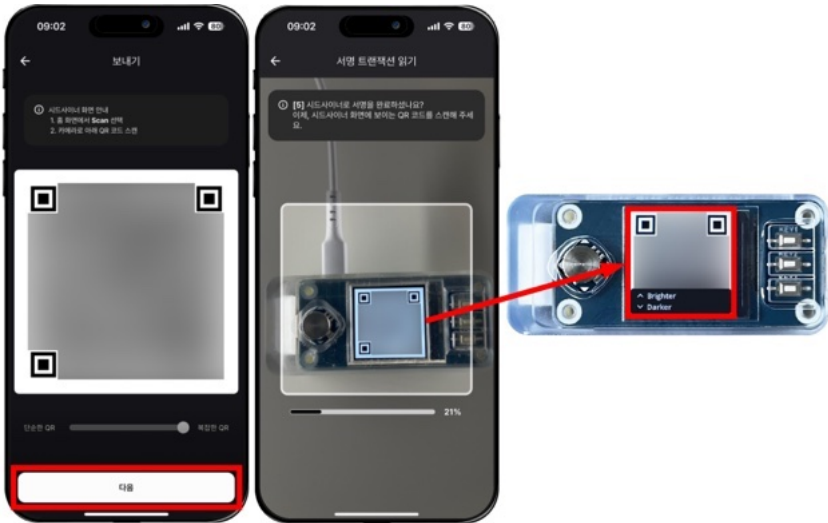 09:02
80
보내기
시드사이너 화면 안내
1. 홈 화면에서 Scan 선택
2. 카메라로 아래 QR 코드 스캔
단순한 QR
복잡한 QR
다음
09:02
80
서명 트랜잭션 읽기
[5] 시드사이너로 서명을 완료하셨나요?
이제, 시드사이너 화면에 보이는 QR 코드를 스캔해 주세
요.
21%
KEY1
Brighter
Darker